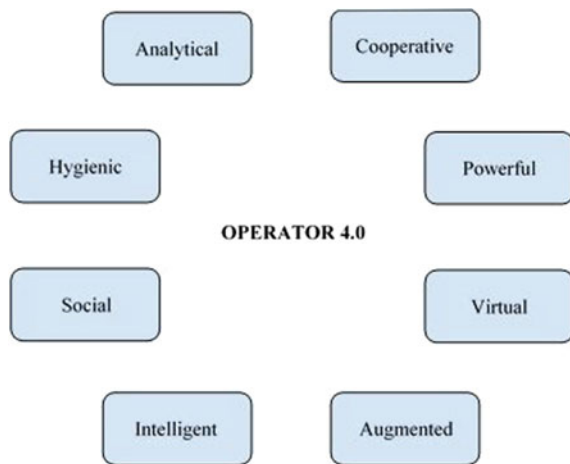 Analytical
Cooperative
Hygienic
Powerful
OPERATOR 4.0
Social
Virtual
Intelligent
Augmented